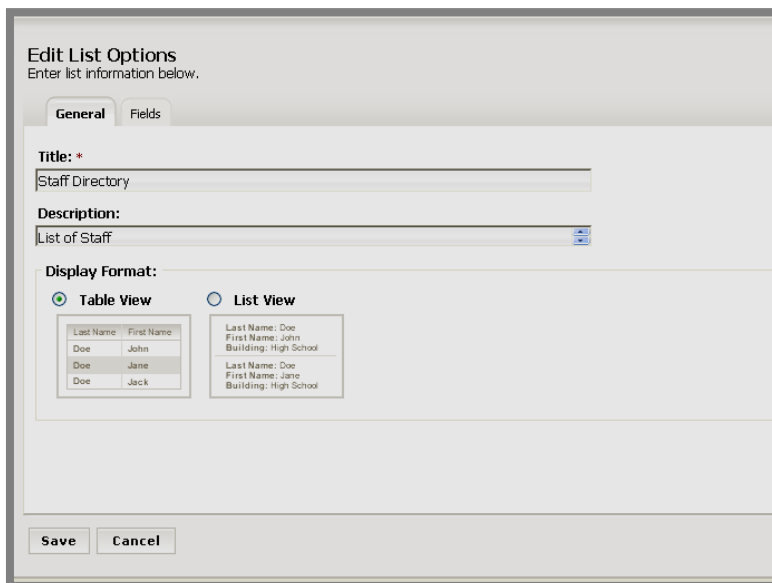 Edit List Options
Enter list information below.
General Fields
Title: *
Staff Directory
Description:
List of Staff
Display Format:
Table View List View
Last Name First Name
Doe John
Doe Jane
Doe Jack
Last Name: Doe
First Name: John
Building: High School
Last Name: Doe
First Name: Jane
Building: High School
Save Cancel